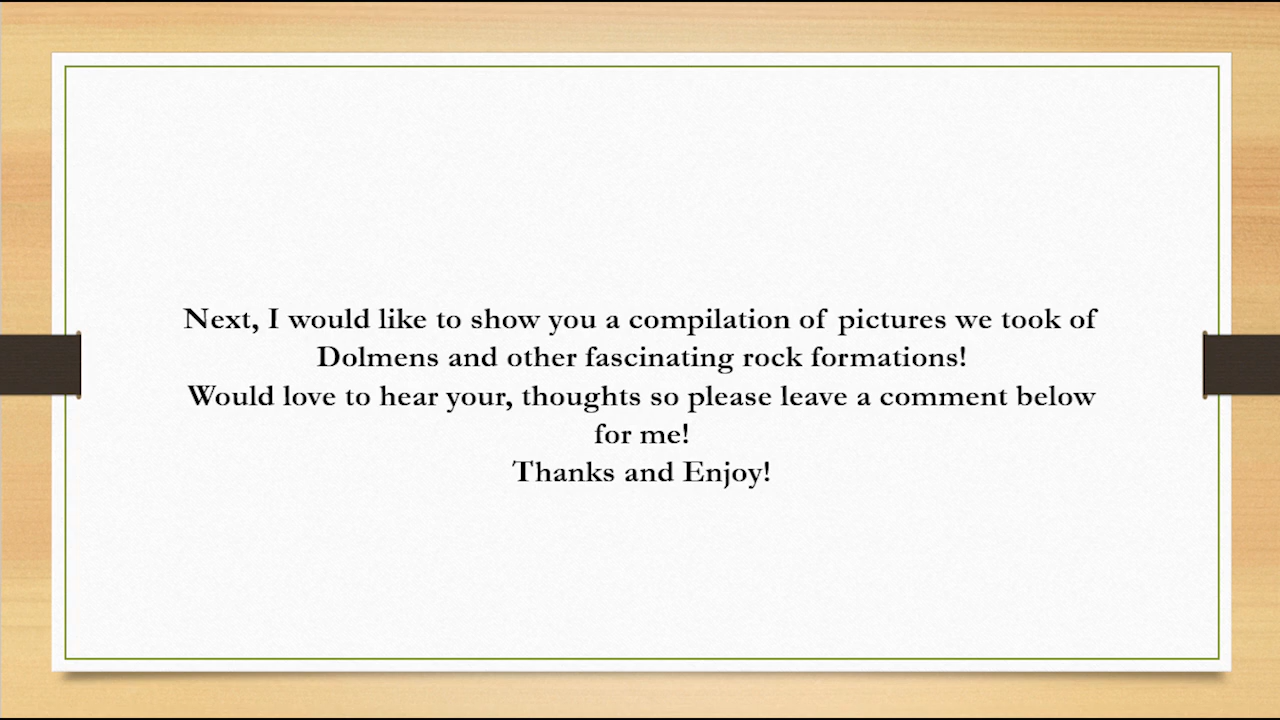 Next, I would like to show you a compilation of pictures we took of
Dolmens and other fascinating rock formations!
Would love to hear your, thoughts so please leave a comment below
for me!
Thanks and Enjoy!